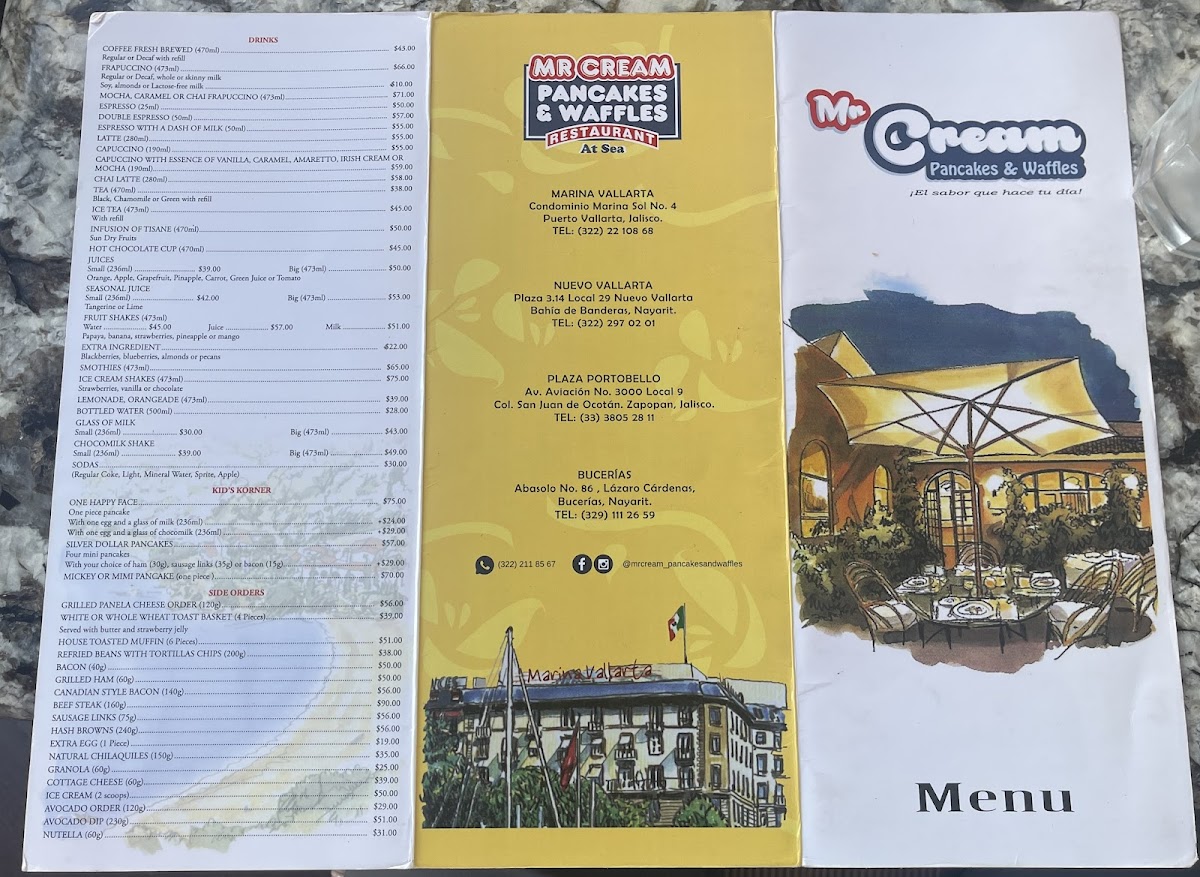 DRINKS
COFFEE FRESH BREWED (470ml) $43.00
Regular or Decaf with refill
FRAPUCCINO (473ml) $66.00
Regular or Decaf, whole or skinny milk
Soy, almonds or Lactose-free milk +$10.00
MOCHA, CARAMEL OR CHAI FRAPUCCINO (473ml) $71.00
ESPRESSO (25ml) $50.00
DOUBLE ESPRESSO (50ml) $57.00
ESPRESSO WITH A DASH OF MILK (50ml) $55.00
LATTE (280ml) $55.00
CAPUCCINO (190ml) $55.00
CAPUCCINO WITH ESSENCE OF VANILLA, CARAMEL, AMARETTO, IRISH CREAM OR
MOCHA (190ml) $59.00
CHAI LATTE (280ml) $58.00
TEA (470ml) $38.00
Black, Chamomile or Green with refill
ICE TEA (473ml) $45.00
With refill
INFUSION OF TISANE (470ml) $50.00
Sun Dry Fruits
HOT CHOCOLATE CUP (470ml) $45.00
JUICES
Small (236ml) $39.00 Big (473ml) $50.00
Orange, Apple, Grapefruit, Pinapple, Carrot, Green Juice or Tomato
SEASONAL JUICE
Small (236ml) $42.00 Big (473ml) $53.00
Tangerine or Lime
FRUIT SHAKES (473ml)
Water $45.00 Juice $57.00 Milk $51.00
Papaya, banana, strawberries, pineapple or mango
EXTRA INGREDIENT +$22.00
Blackberries, blueberries, almonds or pecans
SMOTHIES (473ml) $65.00
ICE CREAM SHAKES (473ml) $75.00
Strawberries, vanilla or chocolate
LEMONADE, ORANGEADE (473ml) $39.00
BOTTLED WATER (500ml) $28.00
GLASS OF MILK
Small (236ml) $30.00 Big (473ml) $43.00
CHOCOMILK SHAKE
Small (236ml) $39.00 Big (473ml) $49.00
SODAS $30.00
(Regular Coke, Light, Mineral Water, Sprite, Apple)
KID'S KORNER
ONE HAPPY FACE $75.00
One piece pancake
With one egg and a glass of milk (236ml) +$24.00
With one egg and a glass of chocomilk (236ml) +$29.00
SILVER DOLLAR PANCAKES $57.00
Four mini pancakes
With your choice of ham (30g), sausage links (35g) or bacon (15g) +$29.00
MICKEY OR MIMI PANCAKE (one piece ) $70.00
SIDE ORDERS
GRILLED PANELA CHEESE ORDER (120g) $56.00
WHITE OR WHOLE WHEAT TOAST BASKET (4 Pieces) $39.00
Served with butter and strawberry jelly
HOUSE TOASTED MUFFIN (6 Pieces) $51.00
REFRIED BEANS WITH TORTILLAS CHIPS (200g) $38.00
BACON (40g) $50.00
GRILLED HAM (60g) $50.00
CANADIAN STYLE BACON (140g) $56.00
BEEF STEAK (160g) $90.00
SAUSAGE LINKS (75g) $56.00
HASH BROWNS (240g) $56.00
EXTRA EGG (1 Piece) $19.00
NATURAL CHILAQUILES (150g) $35.00
GRANOLA (60g) $25.00
COTTAGE CHEESE (60g) $39.00
ICE CREAM (2 scoops) $50.00
AVOCADO ORDER (120g) $29.00
AVOCADO DIP (230g) $51.00
NUTELLA (60g) $31.00
MR CREAM
PANCAKES
& WAFFLES
RESTAURANT
At Sea
MARINA VALLARTA
Condominio Marina Sol No. 4
Puerto Vallarta, Jalisco.
TEL: (322) 22 108 68
NUEVO VALLARTA
Plaza 3.14 Local 29 Nuevo Vallarta
Bahía de Banderas, Nayarit.
TEL: (322) 297 02 01
PLAZA PORTOBELLO
Av. Aviación No. 3000 Local 9
Col. San Juan de Ocotán. Zapopan, Jalisco.
TEL: (33) 3805 28 11
BUCERÍAS
Abasolo No. 86 , Lázaro Cárdenas,
Bucerías, Nayarit.
TEL: (329) 111 26 59
(322) 211 85 67 @mrcream_pancakesandwaffles
Marina Vallarta
Mr.
Cream
Pancakes & Waffles
¡El sabor que hace tu día!
Menu